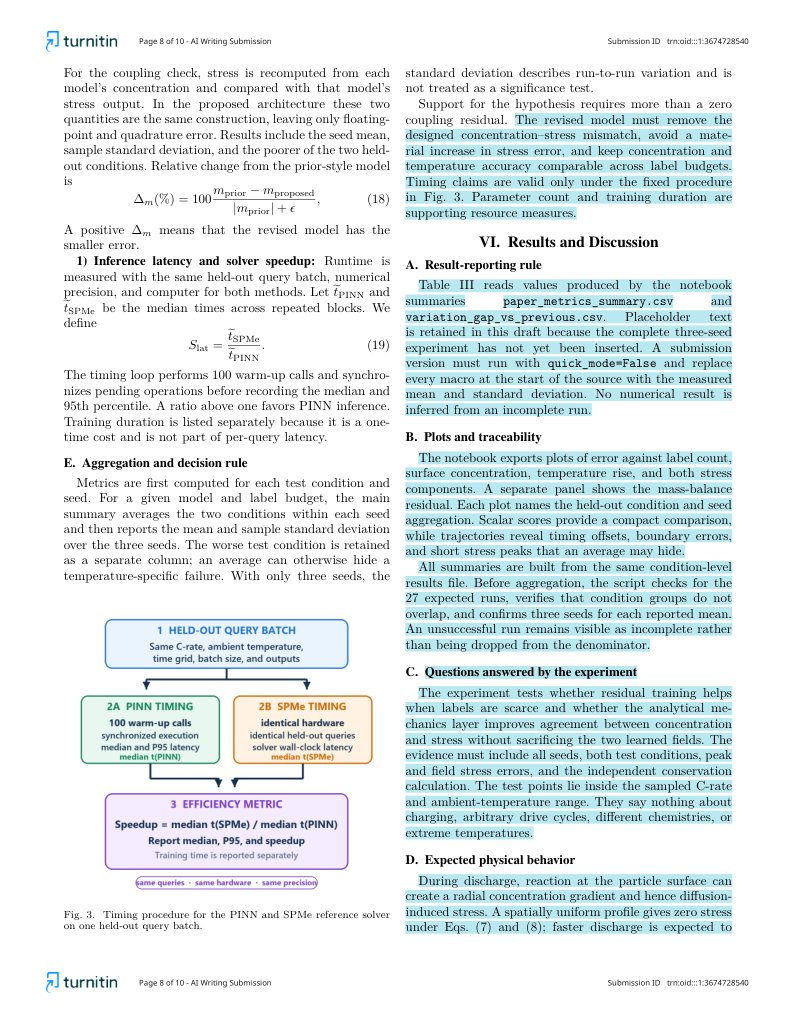 turnitin Page 8 of 10 - AI Writing Submission Submission ID trn:oid:::1:3674728540
For the coupling check, stress is recomputed from each
model's concentration and compared with that model's
stress output. In the proposed architecture these two
quantities are the same construction, leaving only floating-
point and quadrature error. Results include the seed mean,
sample standard deviation, and the poorer of the two held-
out conditions. Relative change from the prior-style model
is
Δ_m(%) = 100 (m_prior − m_proposed) / (|m_prior| + ϵ), (18)
A positive Δ_m means that the revised model has the
smaller error.
1) Inference latency and solver speedup: Runtime is
measured with the same held-out query batch, numerical
precision, and computer for both methods. Let t̃_PINN and
t̃_SPMe be the median times across repeated blocks. We
define
S_lat = t̃_SPMe / t̃_PINN. (19)
The timing loop performs 100 warm-up calls and synchro-
nizes pending operations before recording the median and
95th percentile. A ratio above one favors PINN inference.
Training duration is listed separately because it is a one-
time cost and is not part of per-query latency.
E. Aggregation and decision rule
Metrics are first computed for each test condition and
seed. For a given model and label budget, the main
summary averages the two conditions within each seed
and then reports the mean and sample standard deviation
over the three seeds. The worse test condition is retained
as a separate column; an average can otherwise hide a
temperature-specific failure. With only three seeds, the
1 HELD-OUT QUERY BATCH
Same C-rate, ambient temperature,
time grid, batch size, and outputs
2A PINN TIMING
100 warm-up calls
synchronized execution
median and P95 latency
median t(PINN)
2B SPMe TIMING
identical hardware
identical held-out queries
solver wall-clock latency
median t(SPMe)
3 EFFICIENCY METRIC
Speedup = median t(SPMe) / median t(PINN)
Report median, P95, and speedup
Training time is reported separately
same queries · same hardware · same precision
Fig. 3. Timing procedure for the PINN and SPMe reference solver
on one held-out query batch.
standard deviation describes run-to-run variation and is
not treated as a significance test.
Support for the hypothesis requires more than a zero
coupling residual. The revised model must remove the
designed concentration–stress mismatch, avoid a mate-
rial increase in stress error, and keep concentration and
temperature accuracy comparable across label budgets.
Timing claims are valid only under the fixed procedure
in Fig. 3. Parameter count and training duration are
supporting resource measures.
VI. Results and Discussion
A. Result-reporting rule
Table III reads values produced by the notebook
summaries paper_metrics_summary.csv and
variation_gap_vs_previous.csv. Placeholder text
is retained in this draft because the complete three-seed
experiment has not yet been inserted. A submission
version must run with quick_mode=False and replace
every macro at the start of the source with the measured
mean and standard deviation. No numerical result is
inferred from an incomplete run.
B. Plots and traceability
The notebook exports plots of error against label count,
surface concentration, temperature rise, and both stress
components. A separate panel shows the mass-balance
residual. Each plot names the held-out condition and seed
aggregation. Scalar scores provide a compact comparison,
while trajectories reveal timing offsets, boundary errors,
and short stress peaks that an average may hide.
All summaries are built from the same condition-level
results file. Before aggregation, the script checks for the
27 expected runs, verifies that condition groups do not
overlap, and confirms three seeds for each reported mean.
An unsuccessful run remains visible as incomplete rather
than being dropped from the denominator.
C. Questions answered by the experiment
The experiment tests whether residual training helps
when labels are scarce and whether the analytical me-
chanics layer improves agreement between concentration
and stress without sacrificing the two learned fields. The
evidence must include all seeds, both test conditions, peak
and field stress errors, and the independent conservation
calculation. The test points lie inside the sampled C-rate
and ambient-temperature range. They say nothing about
charging, arbitrary drive cycles, different chemistries, or
extreme temperatures.
D. Expected physical behavior
During discharge, reaction at the particle surface can
create a radial concentration gradient and hence diffusion-
induced stress. A spatially uniform profile gives zero stress
under Eqs. (7) and (8); faster discharge is expected to
turnitin Page 8 of 10 - AI Writing Submission Submission ID trn:oid:::1:3674728540